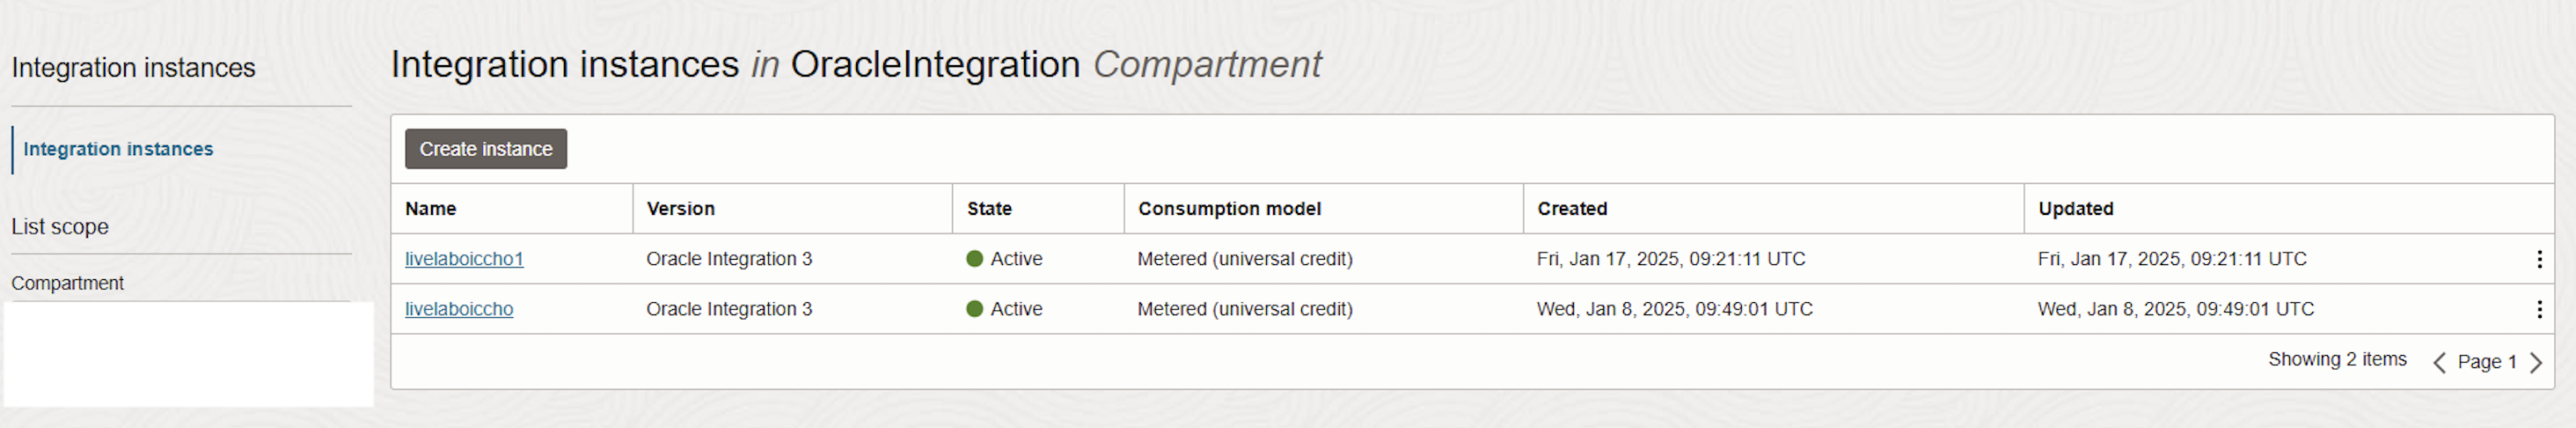 Integration instances
Integration instances
List scope
Compartment
Integration instances in OracleIntegration Compartment
Create instance
Name Version State Consumption model Created Updated
livelaboiccho1 Oracle Integration 3 Active Metered (universal credit) Fri, Jan 17, 2025, 09:21:11 UTC Fri, Jan 17, 2025, 09:21:11 UTC
livelaboiccho Oracle Integration 3 Active Metered (universal credit) Wed, Jan 8, 2025, 09:49:01 UTC Wed, Jan 8, 2025, 09:49:01 UTC
Showing 2 items Page 1